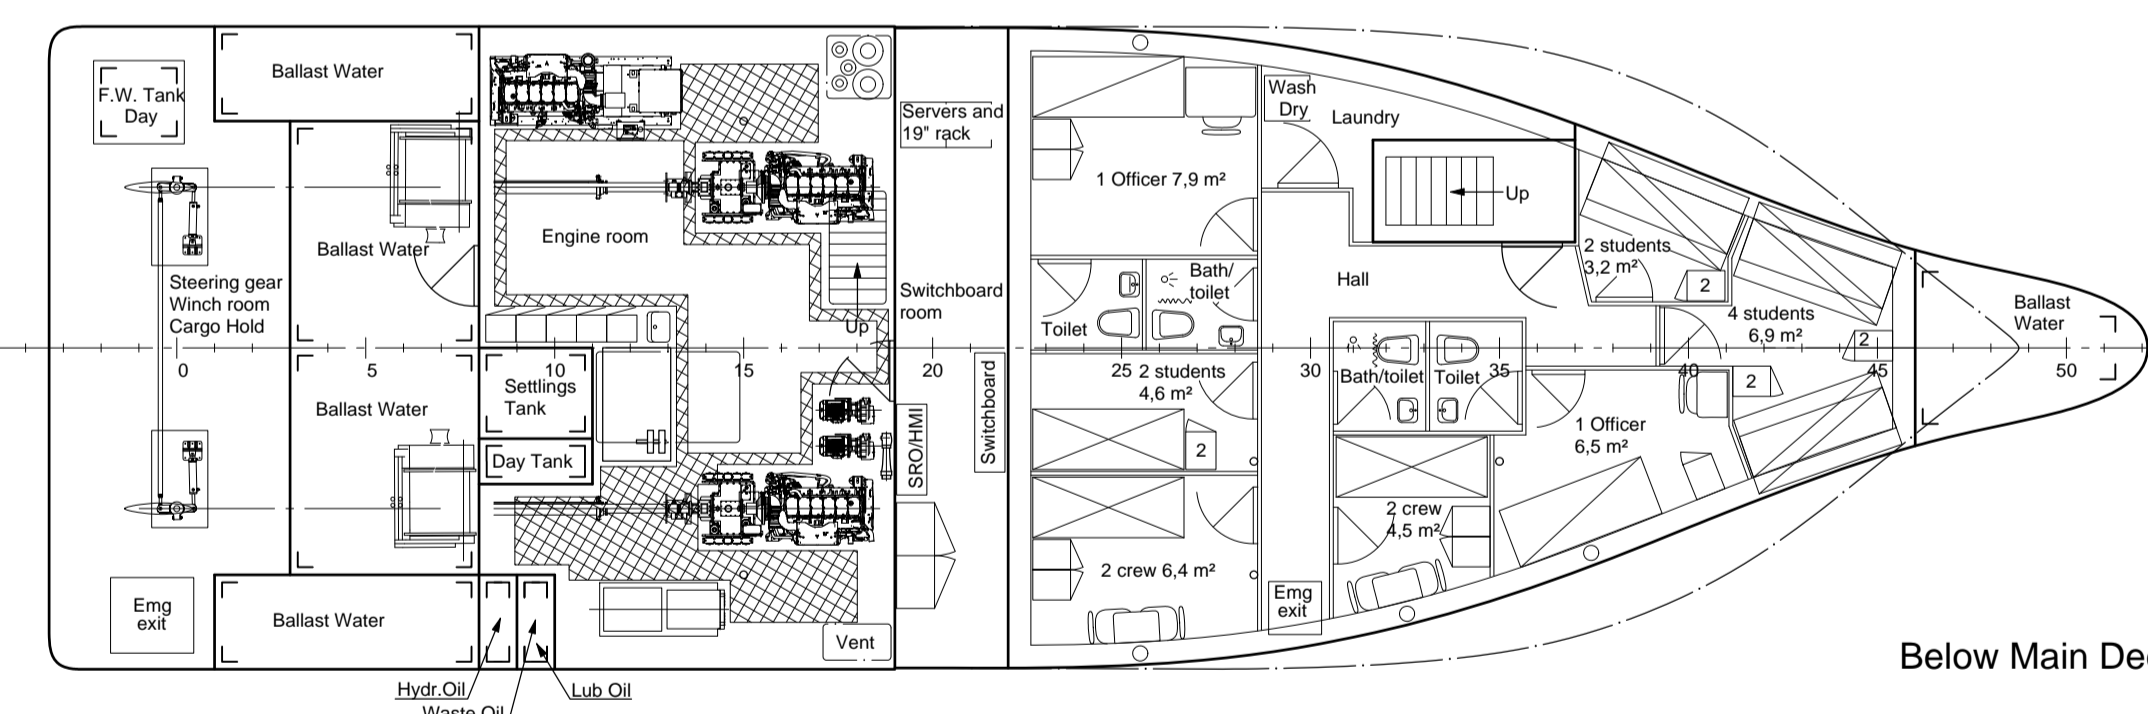 Ballast Water
F.W. Tank
Day
Steering gear
Winch room
Cargo Hold
Ballast Water
Ballast Water
Ballast Water
Emg
exit
Hydr.Oil
Waste Oil
Lub Oil
Engine room
Settlings
Tank
Day Tank
Up
Vent
Servers and
19" rack
Switchboard
room
Switchboard
SRO/HMI
1 Officer 7,9 m²
Wash
Dry
Laundry
Up
Toilet
Bath/
toilet
Hall
2 students
3,2 m²
2
4 students
6,9 m²
2
2
Ballast
Water
0 5 10 15 20 25 30 35 40 45 50
2 students
4,6 m²
2
Bath/toilet
Toilet
1 Officer
6,5 m²
2 crew
4,5 m²
2 crew 6,4 m²
Emg
exit
Below Main De